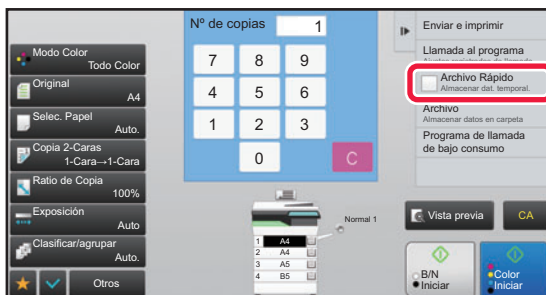 Nº de copias 1
Modo Color
Todo Color
Original
A4
Selec. Papel
Auto.
Copia 2-Caras
1-Cara→1-Cara
Ratio de Copia
100%
Exposición
Auto
Clasificar/agrupar
Auto.
Otros
7 8 9
4 5 6
1 2 3
0 C
Normal 1
1 A4
2 A4
3 A5
4 B5
Enviar e imprimir
Llamada al programa
Archivo Rápido
Almacenar dat. temporal.
Archivo
Almacenar datos en carpeta
Programa de llamada
de bajo consumo
Vista previa
CA
B/N
Iniciar
Color
Iniciar